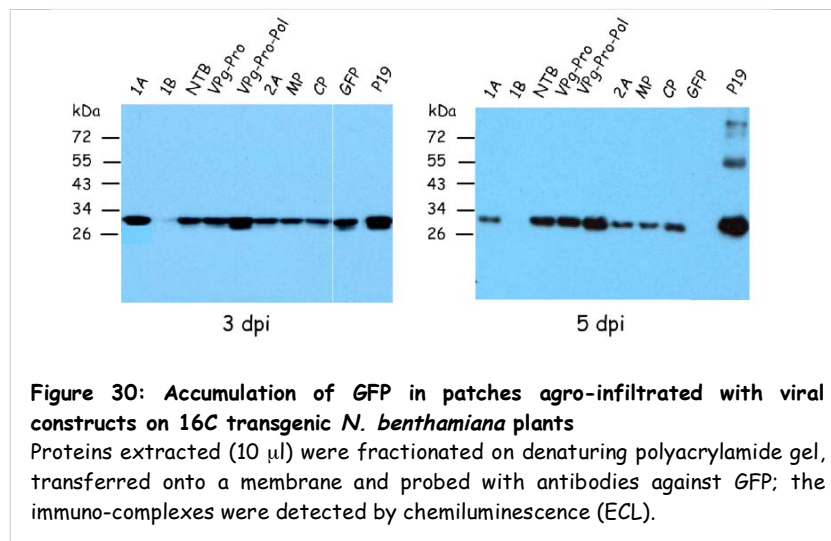 1A 1B NTB VPg-Pro VPg-Pro-Pol 2A MP CP GFP P19
kDa
72
55
43
34
26
3 dpi
1A 1B NTB VPg-Pro VPg-Pro-Pol 2A MP CP GFP P19
kDa
72
55
43
34
26
5 dpi
Figure 30: Accumulation of GFP in patches agro-infiltrated with viral
constructs on 16C transgenic N. benthamiana plants
Proteins extracted (10 µl) were fractionated on denaturing polyacrylamide gel,
transferred onto a membrane and probed with antibodies against GFP; the
immuno-complexes were detected by chemiluminescence (ECL).